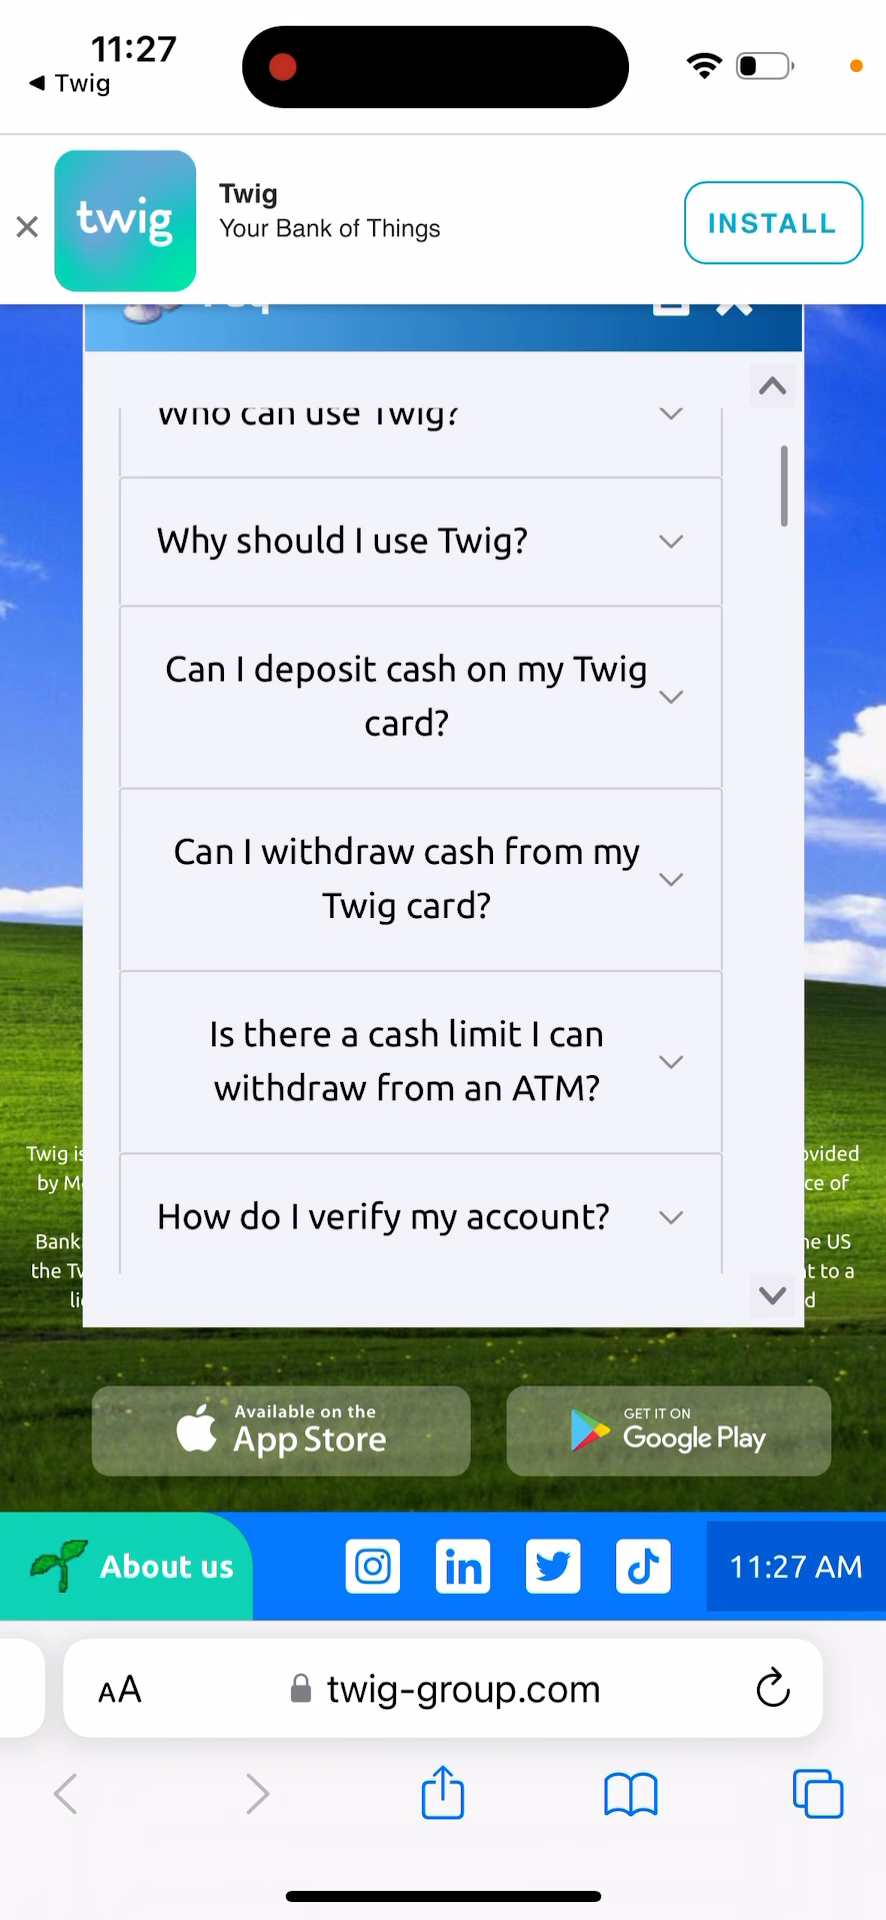 11:27
Twig
twig
Twig
Your Bank of Things
INSTALL
Who can use Twig?
Why should I use Twig?
Can I deposit cash on my Twig
card?
Can I withdraw cash from my
Twig card?
Is there a cash limit I can
withdraw from an ATM?
How do I verify my account?
Twig
by
ce of
Bank
US
the
to a
Available on the
App Store
GET IT ON
Google Play
About us
in
11:27 AM
AA
twig-group.com